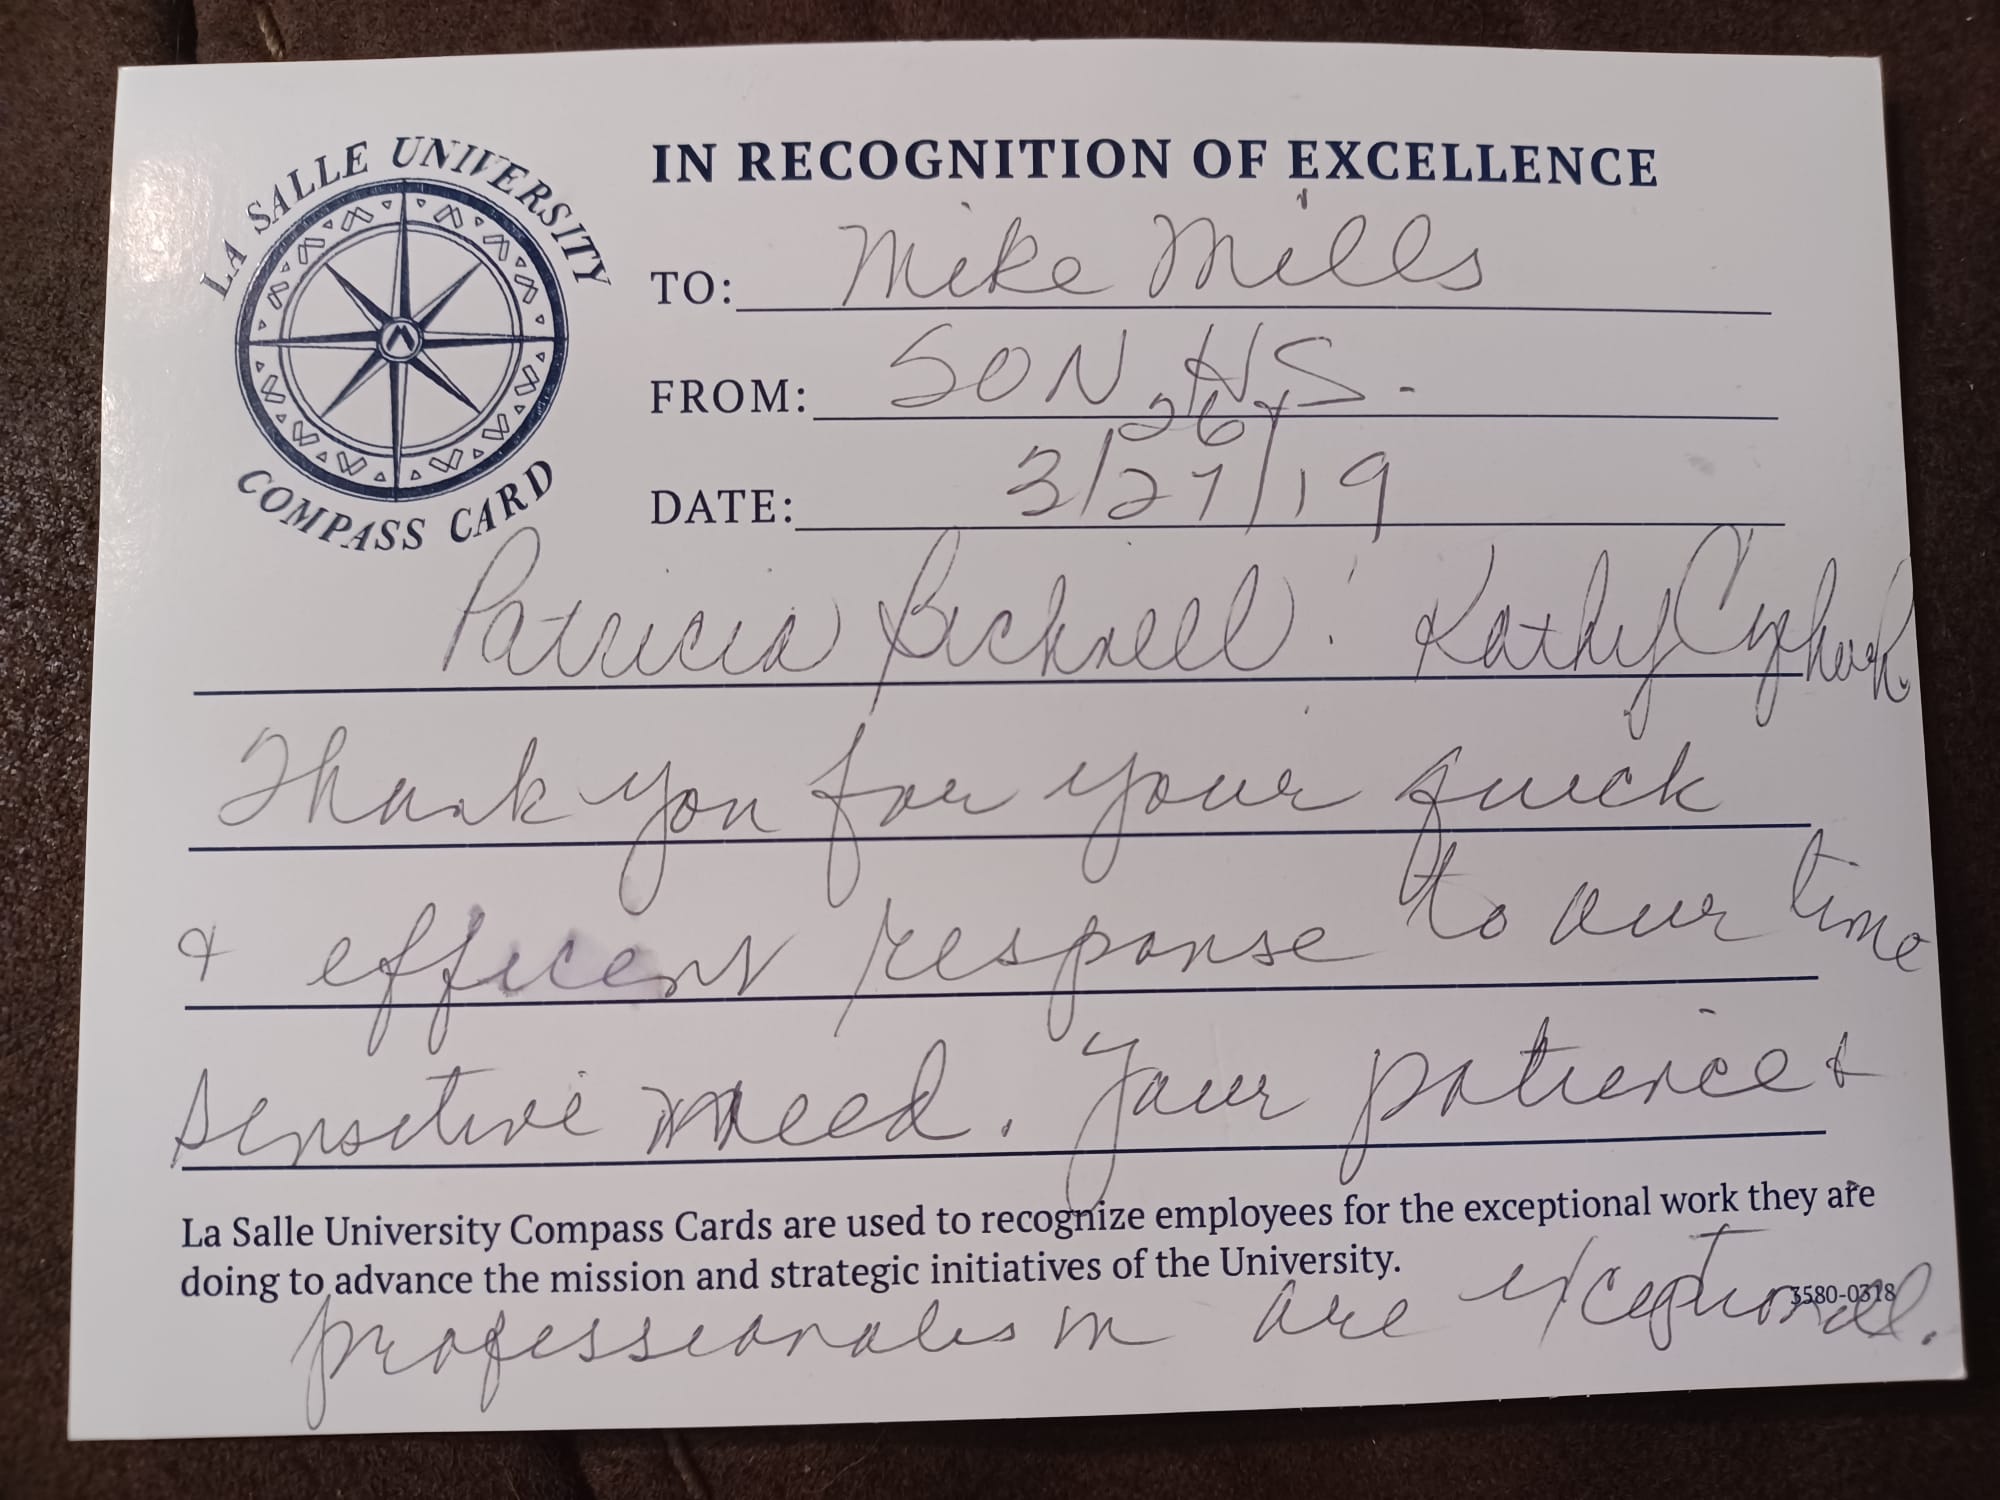 LA SALLE UNIVERSITY
COMPASS CARD
IN RECOGNITION OF EXCELLENCE
TO: Mike Mills
FROM: SON H.S.
26 +
DATE: 3/27/19
Patricia Bicknell Kathy
Thank you for your quick
& efficent response to our time
sensitive need. Your patience &
La Salle University Compass Cards are used to recognize employees for the exceptional work they are
doing to advance the mission and strategic initiatives of the University.
3580-0318
professionalism are exceptional.